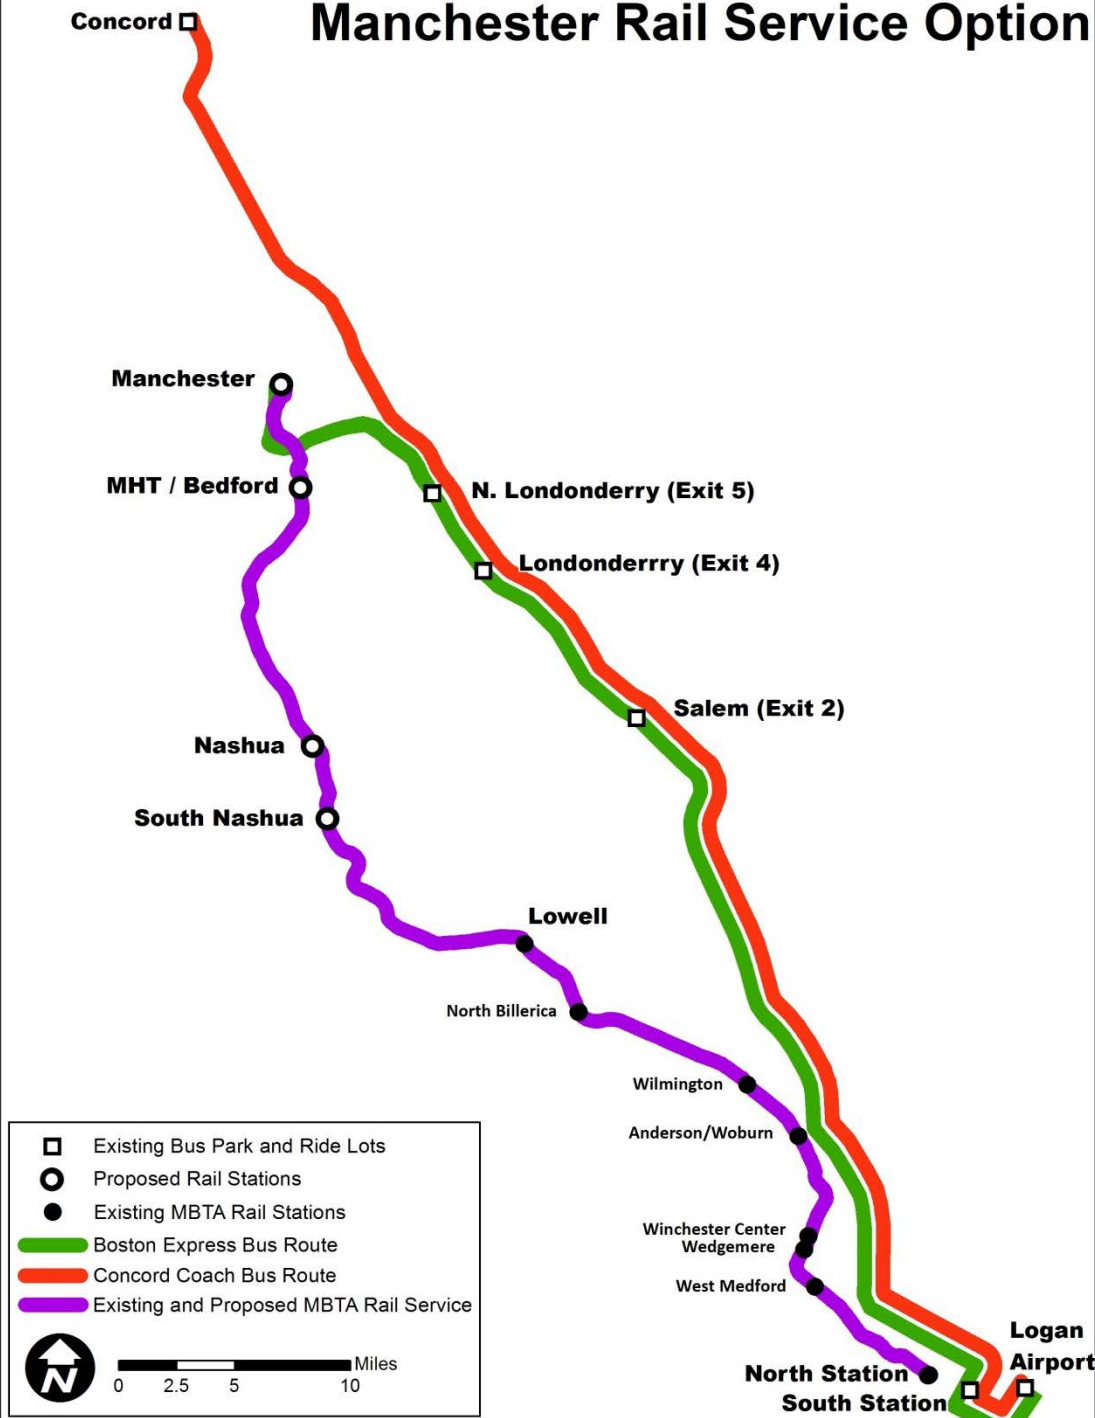 Manchester Rail Service Option
Concord
Manchester
MHT / Bedford
N. Londonderry (Exit 5)
Londonderrry (Exit 4)
Salem (Exit 2)
Nashua
South Nashua
Lowell
North Billerica
Wilmington
Anderson/Woburn
Winchester Center
Wedgemere
West Medford
Logan
Airport
North Station
South Station
Existing Bus Park and Ride Lots
Proposed Rail Stations
Existing MBTA Rail Stations
Boston Express Bus Route
Concord Coach Bus Route
Existing and Proposed MBTA Rail Service
N
Miles
0 2.5 5 10